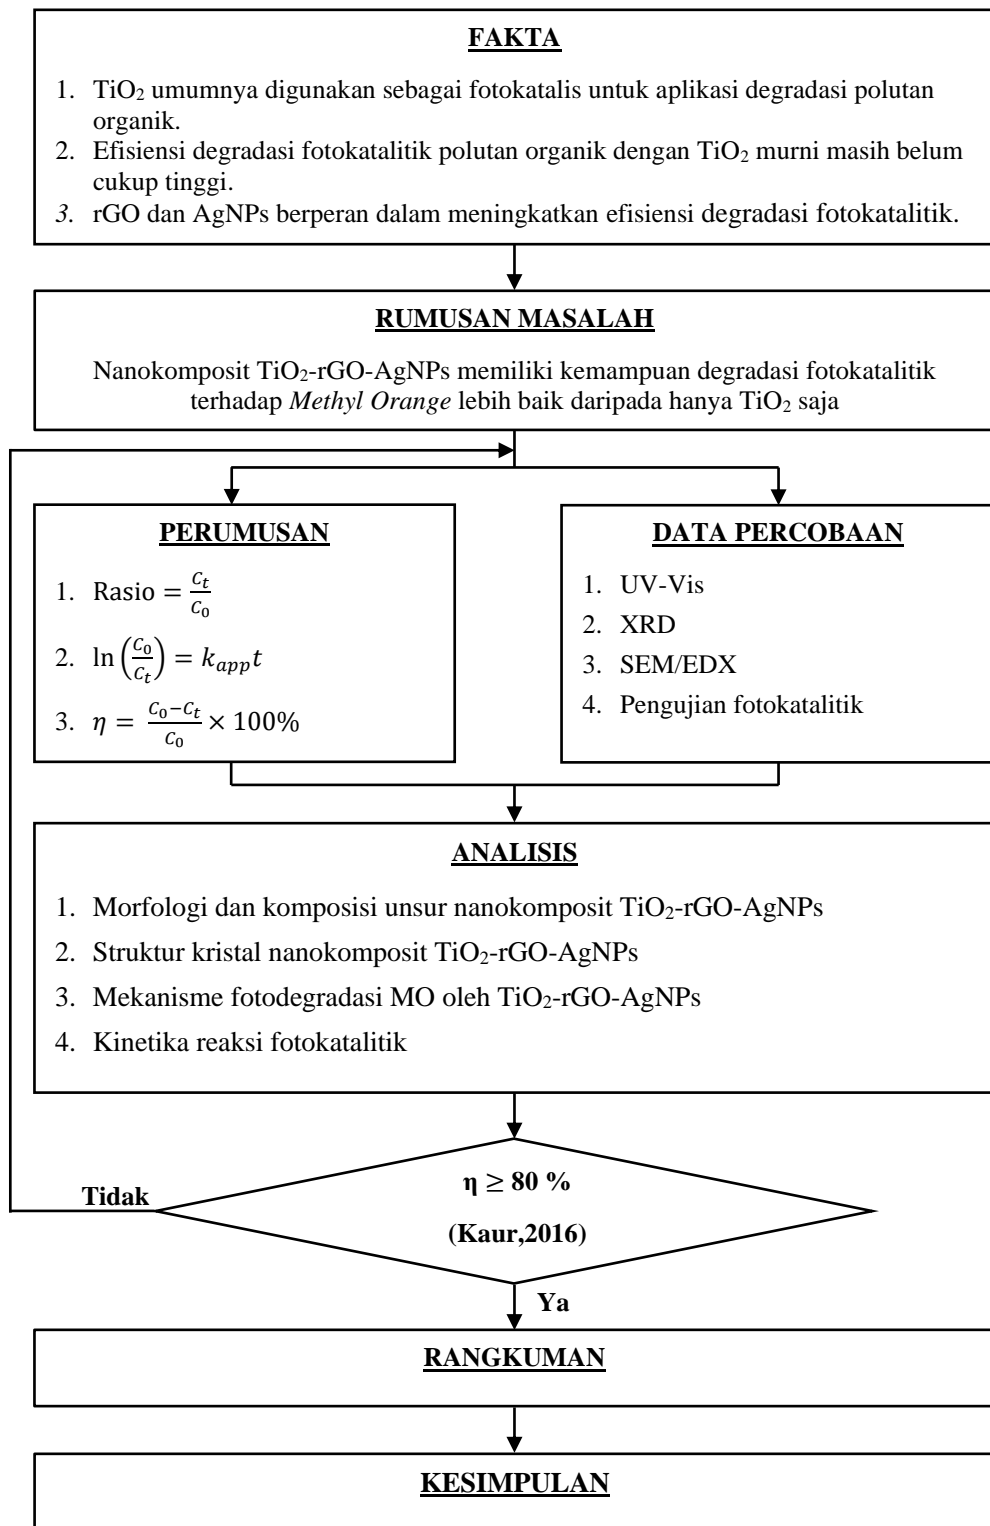 FAKTA
1. TiO₂ umumnya digunakan sebagai fotokatalis untuk aplikasi degradasi polutan
organik.
2. Efisiensi degradasi fotokatalitik polutan organik dengan TiO₂ murni masih belum
cukup tinggi.
3. rGO dan AgNPs berperan dalam meningkatkan efisiensi degradasi fotokatalitik.
RUMUSAN MASALAH
Nanokomposit TiO₂-rGO-AgNPs memiliki kemampuan degradasi fotokatalitik
terhadap Methyl Orange lebih baik daripada hanya TiO₂ saja
PERUMUSAN
1. Rasio = C_t/C_0
2. ln (C_0/C_t) = k_app t
3. η = (C_0−C_t)/C_0 × 100%
DATA PERCOBAAN
1. UV-Vis
2. XRD
3. SEM/EDX
4. Pengujian fotokatalitik
ANALISIS
1. Morfologi dan komposisi unsur nanokomposit TiO₂-rGO-AgNPs
2. Struktur kristal nanokomposit TiO₂-rGO-AgNPs
3. Mekanisme fotodegradasi MO oleh TiO₂-rGO-AgNPs
4. Kinetika reaksi fotokatalitik
η ≥ 80 %
(Kaur,2016)
Tidak
Ya
RANGKUMAN
KESIMPULAN